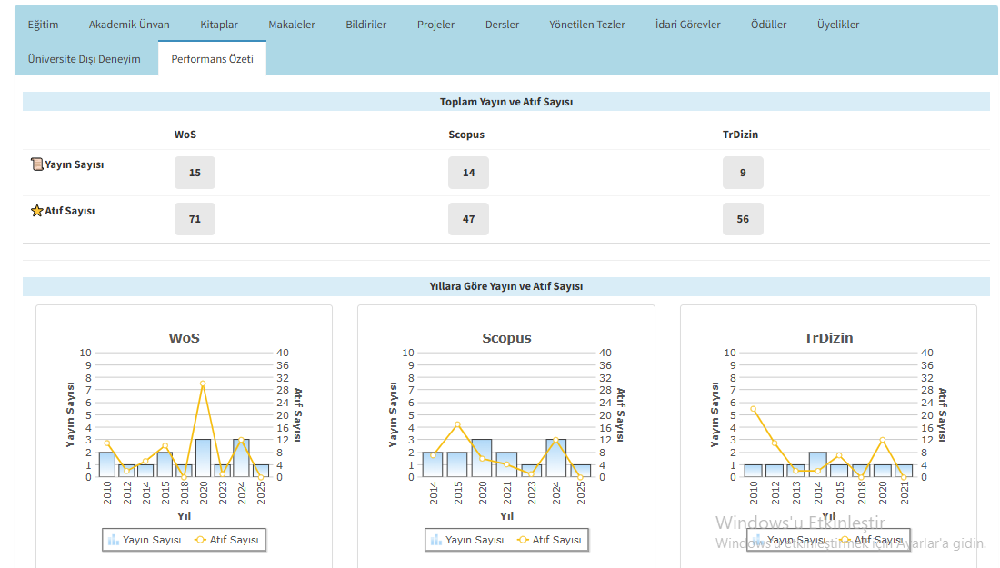 Eğitim Akademik Ünvan Kitaplar Makaleler Bildiriler Projeler Dersler Yönetilen Tezler İdari Görevler Ödüller Üyelikler
Üniversite Dışı Deneyim Performans Özeti
Toplam Yayın ve Atıf Sayısı
WoS Scopus TrDizin
Yayın Sayısı 15 14 9
Atıf Sayısı 71 47 56
Yıllara Göre Yayın ve Atıf Sayısı
WoS
10 40
9 36
8 32
7 28
6 24
5 20
4 16
3 12
2 8
1 4
0 0
Yayın Sayısı
Atıf Sayısı
2010 2012 2014 2015 2018 2020 2023 2024 2025
Yıl
Yayın Sayısı Atıf Sayısı
Scopus
10 40
9 36
8 32
7 28
6 24
5 20
4 16
3 12
2 8
1 4
0 0
Yayın Sayısı
Atıf Sayısı
2014 2015 2020 2021 2023 2024 2025
Yıl
Yayın Sayısı Atıf Sayısı
TrDizin
10 40
9 36
8 32
7 28
6 24
5 20
4 16
3 12
2 8
1 4
0 0
Yayın Sayısı
Atıf Sayısı
2010 2012 2013 2014 2015 2018 2020 2021
Yıl
Yayın Sayısı Atıf Sayısı
Windows'u Etkinleştir
Windows'u etkinleştirmek için Ayarlar'a gidin.